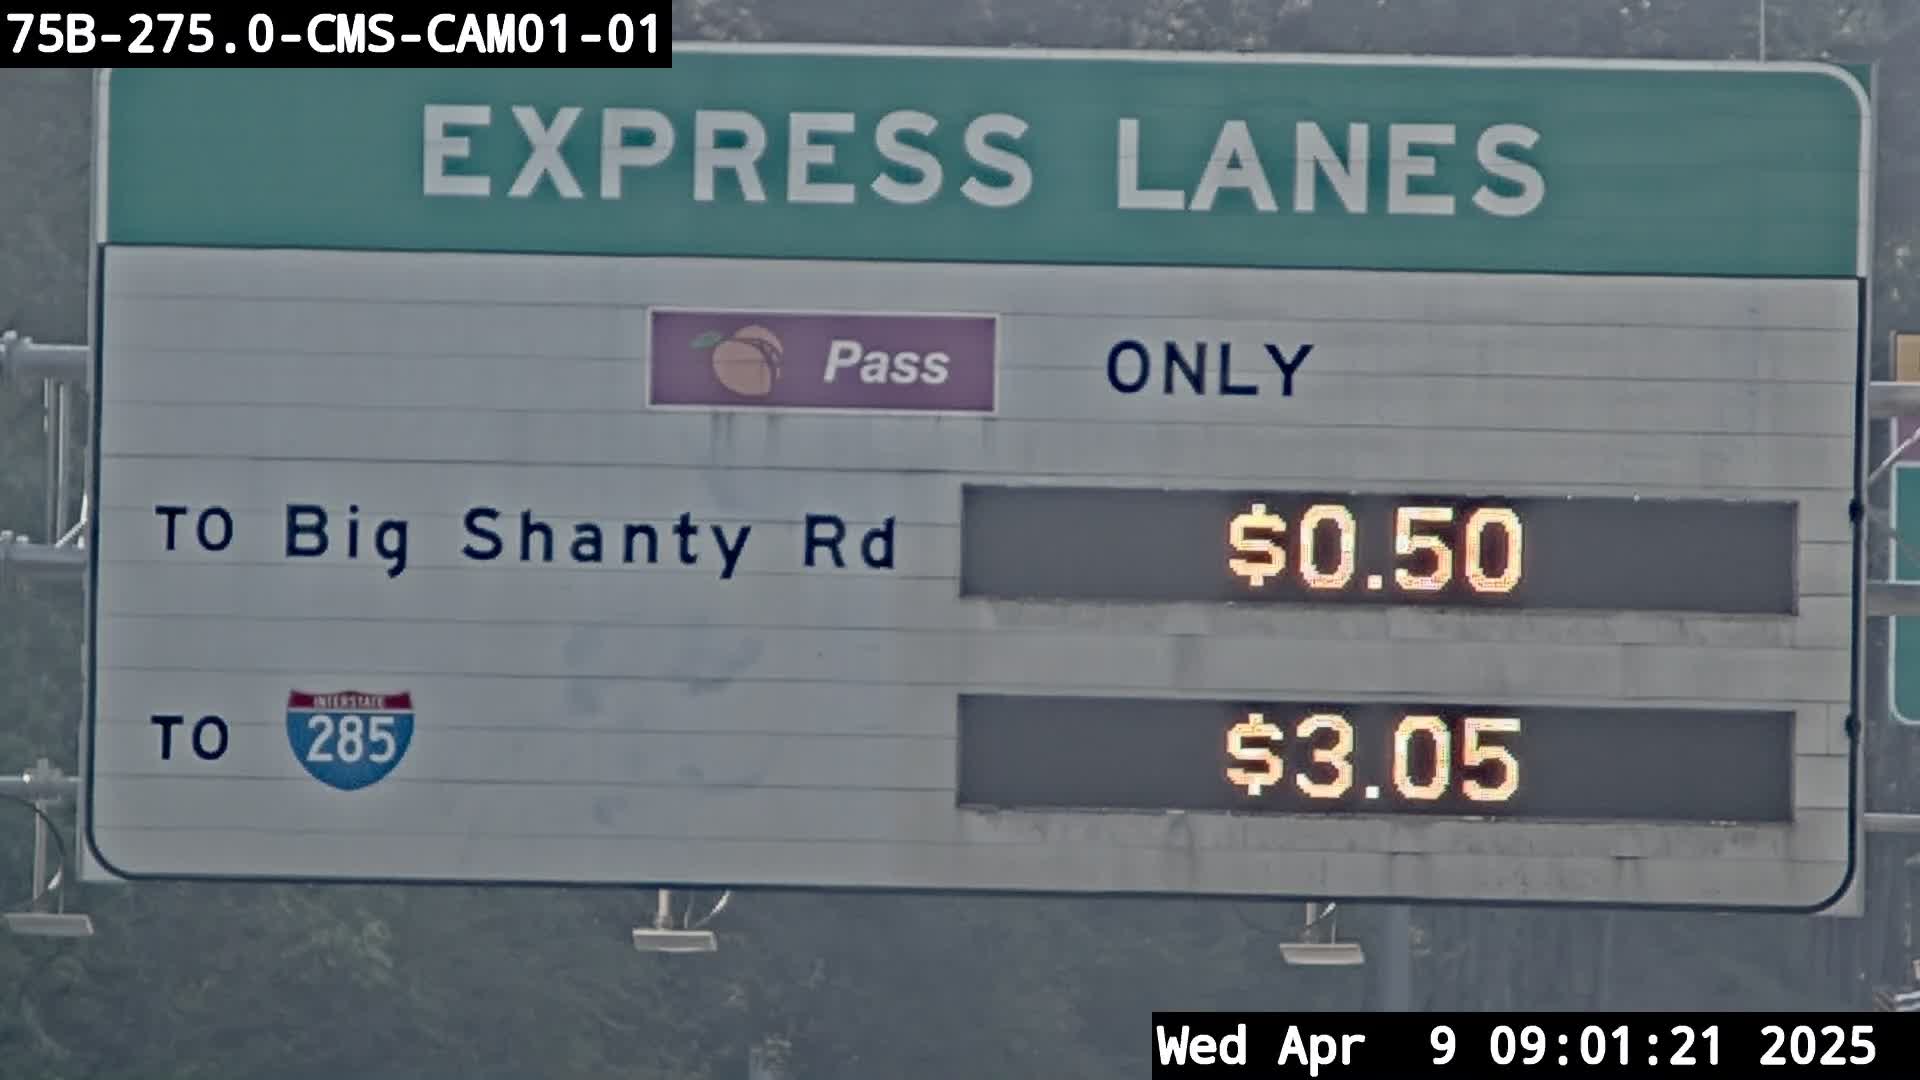 75B-275.0-CMS-CAM01-01
EXPRESS LANES
Pass ONLY
TO Big Shanty Rd $0.50
INTERSTATE
TO 285 $3.05
Wed Apr 9 09:01:21 2025